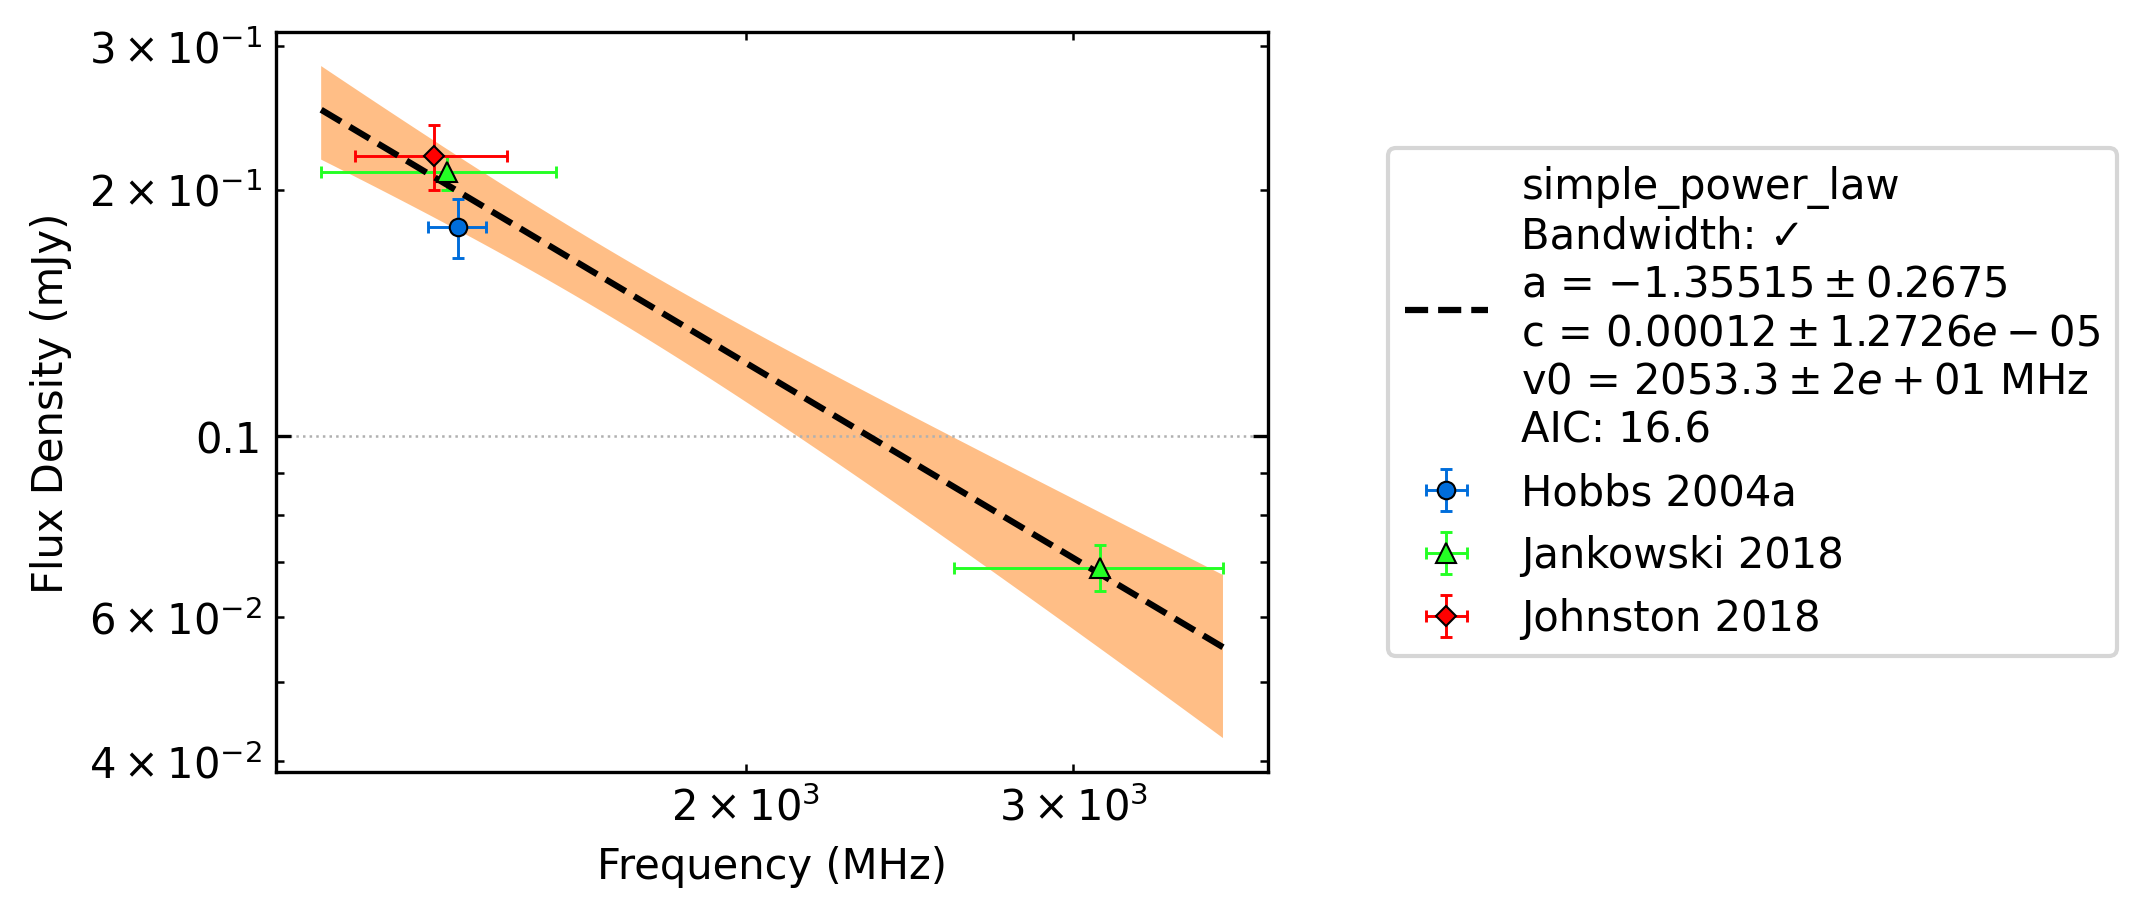 3 × 10⁻¹
2 × 10⁻¹
0.1
6 × 10⁻²
4 × 10⁻²
Flux Density (mJy)
2 × 10³
3 × 10³
Frequency (MHz)
simple_power_law
Bandwidth: ✓
a = −1.35515 ± 0.2675
c = 0.00012 ± 1.2726e − 05
v0 = 2053.3 ± 2e + 01 MHz
AIC: 16.6
Hobbs 2004a
Jankowski 2018
Johnston 2018